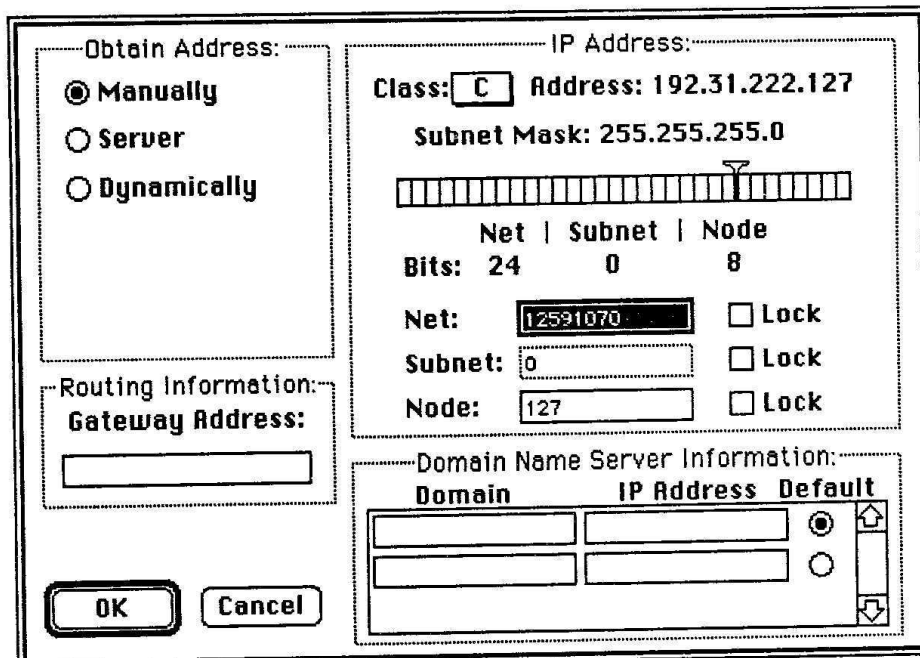 Obtain Address:
Manually
Server
Dynamically
Routing Information:
Gateway Address:
OK
Cancel
IP Address:
Class: C Address: 192.31.222.127
Subnet Mask: 255.255.255.0
Net | Subnet | Node
Bits: 24 0 8
Net: 12591070 Lock
Subnet: 0 Lock
Node: 127 Lock
Domain Name Server Information:
Domain IP Address Default